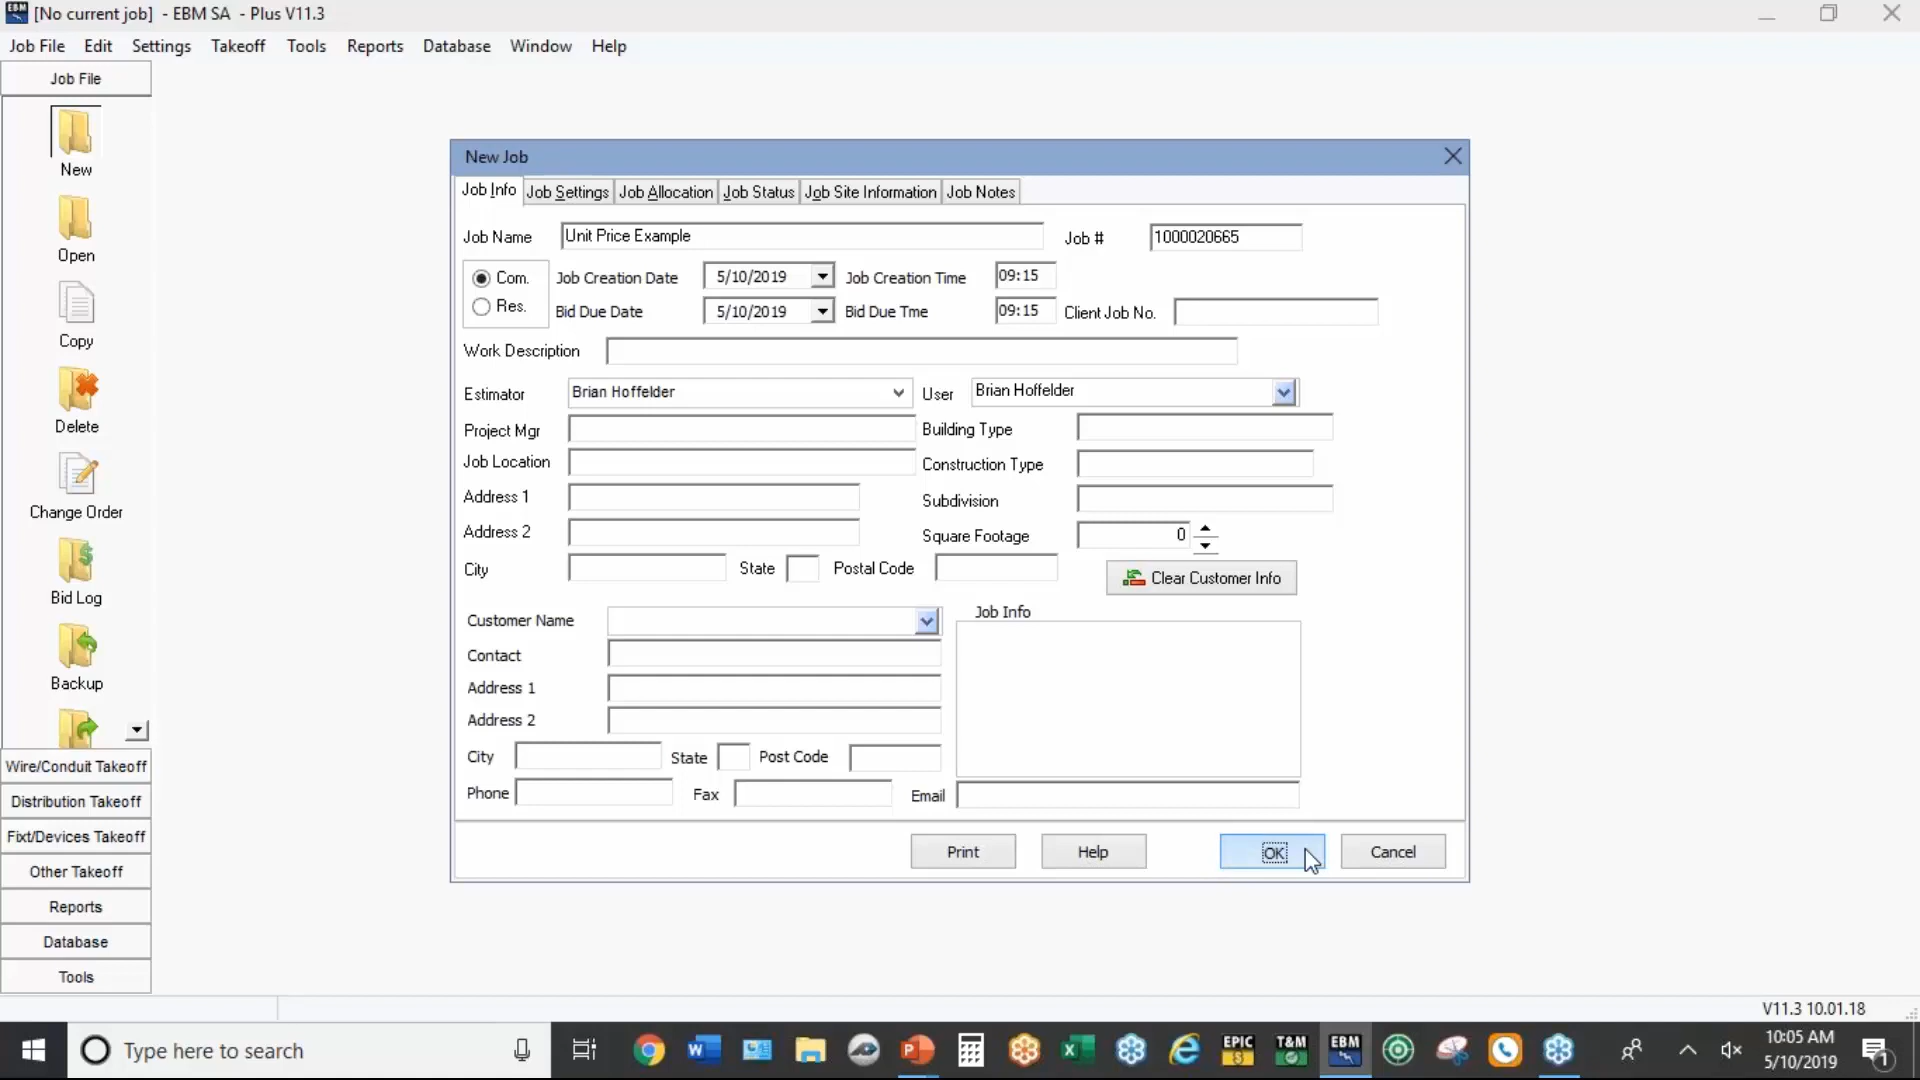 [No current job] - EBM SA - Plus V11.3
Job File Edit Settings Takeoff Tools Reports Database Window Help
Job File
New
Open
Copy
Delete
Change Order
Bid Log
Backup
Wire/Conduit Takeoff
Distribution Takeoff
Fixt/Devices Takeoff
Other Takeoff
Reports
Database
Tools
New Job
Job Info Job Settings Job Allocation Job Status Job Site Information Job Notes
Job Name Unit Price Example Job # 1000020665
Com. Job Creation Date 5/10/2019 Job Creation Time 09:15
Res. Bid Due Date 5/10/2019 Bid Due Tme 09:15 Client Job No.
Work Description
Estimator Brian Hoffelder User Brian Hoffelder
Project Mgr Building Type
Job Location Construction Type
Address 1 Subdivision
Address 2 Square Footage 0
City State Postal Code Clear Customer Info
Customer Name Job Info
Contact
Address 1
Address 2
City State Post Code
Phone Fax Email
Print Help OK Cancel
V11.3 10.01.18
Type here to search
EPIC
$
T&M
EBM
10:05 AM
5/10/2019
1